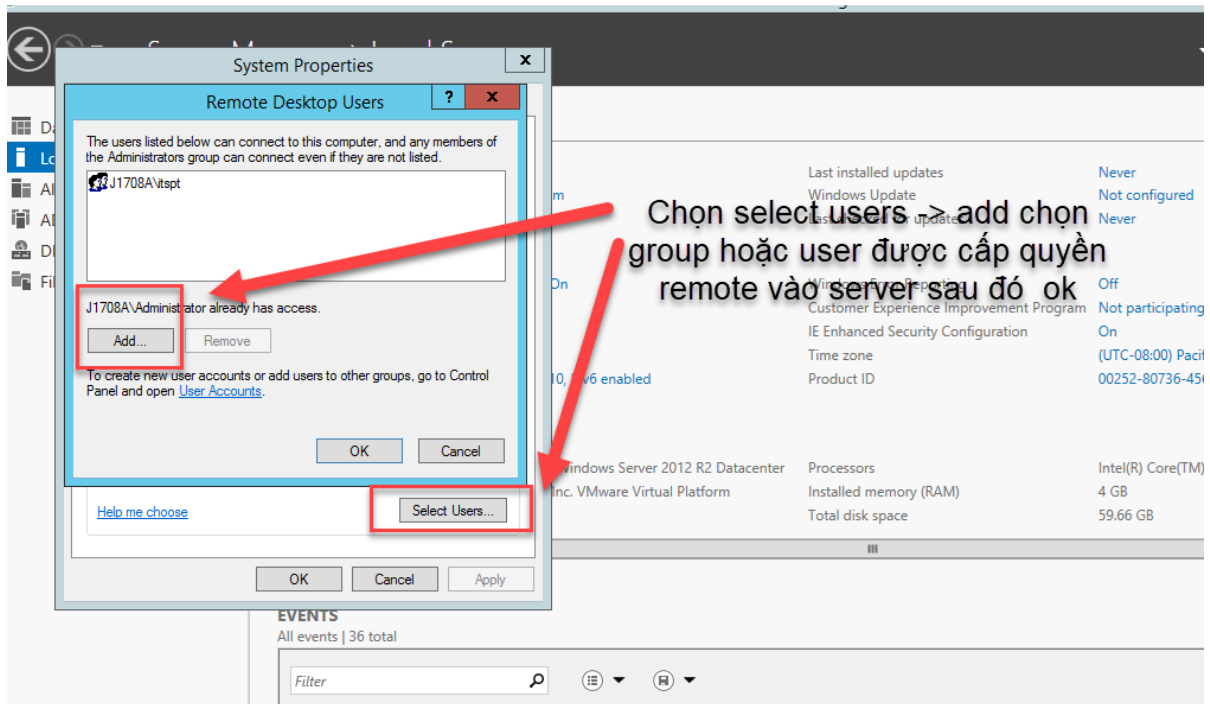 System Properties
x
Remote Desktop Users
?
x
The users listed below can connect to this computer, and any members of
the Administrators group can connect even if they are not listed.
J1708A\itspt
J1708A\Administrator already has access.
Add...
Remove
To create new user accounts or add users to other groups, go to Control
Panel and open User Accounts.
OK
Cancel
Help me choose
Select Users...
OK
Cancel
Apply
Chọn select users -> add chọn
group hoặc user được cấp quyền
remote vào server sau đó ok
Last installed updates
Never
Windows Update
Not configured
Never
On
Off
Customer Experience Improvement Program
Not participating
IE Enhanced Security Configuration
On
Time zone
(UTC-08:00)
enabled
Product ID
00252-80736-
Windows Server 2012 R2 Datacenter
Processors
Intel(R) Core(TM)
Inc. VMware Virtual Platform
Installed memory (RAM)
4 GB
Total disk space
59.66 GB
EVENTS
All events | 36 total
Filter